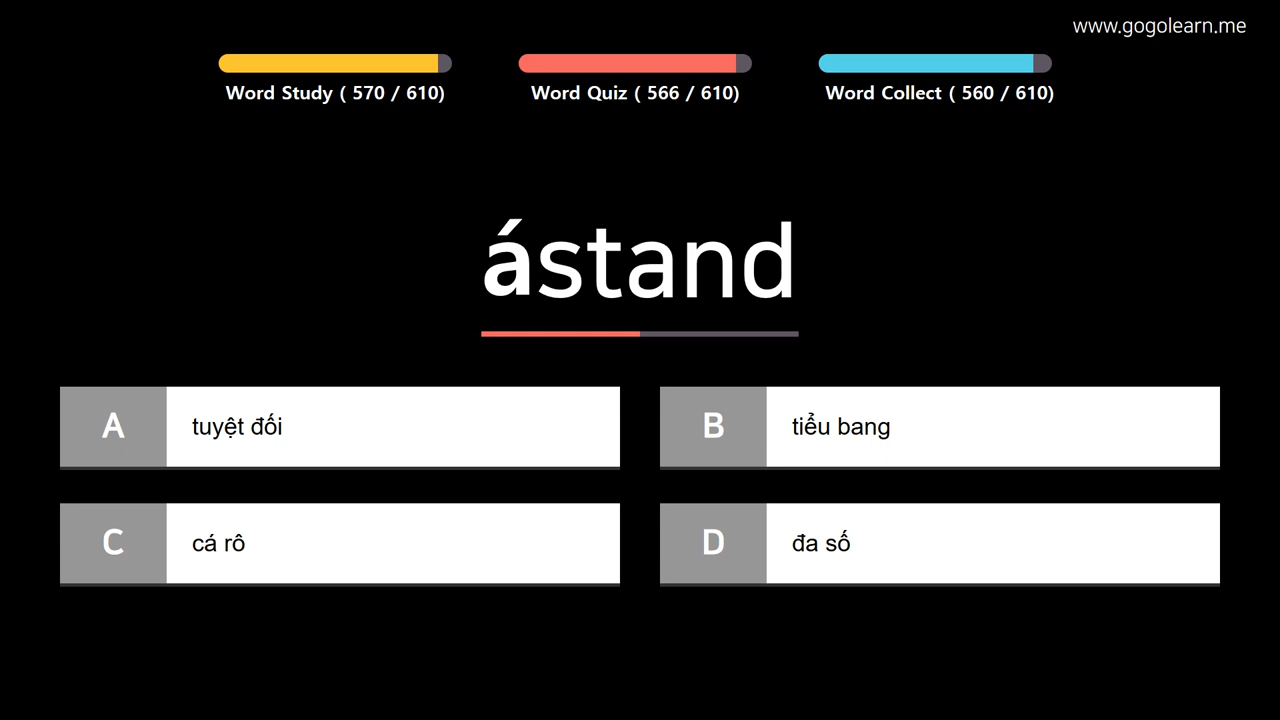 www.gogolearn.me
Word Study ( 570 / 610)
Word Quiz ( 566 / 610)
Word Collect ( 560 / 610)
ástand
A
tuyệt đối
B
tiểu bang
C
cá rô
D
đa số